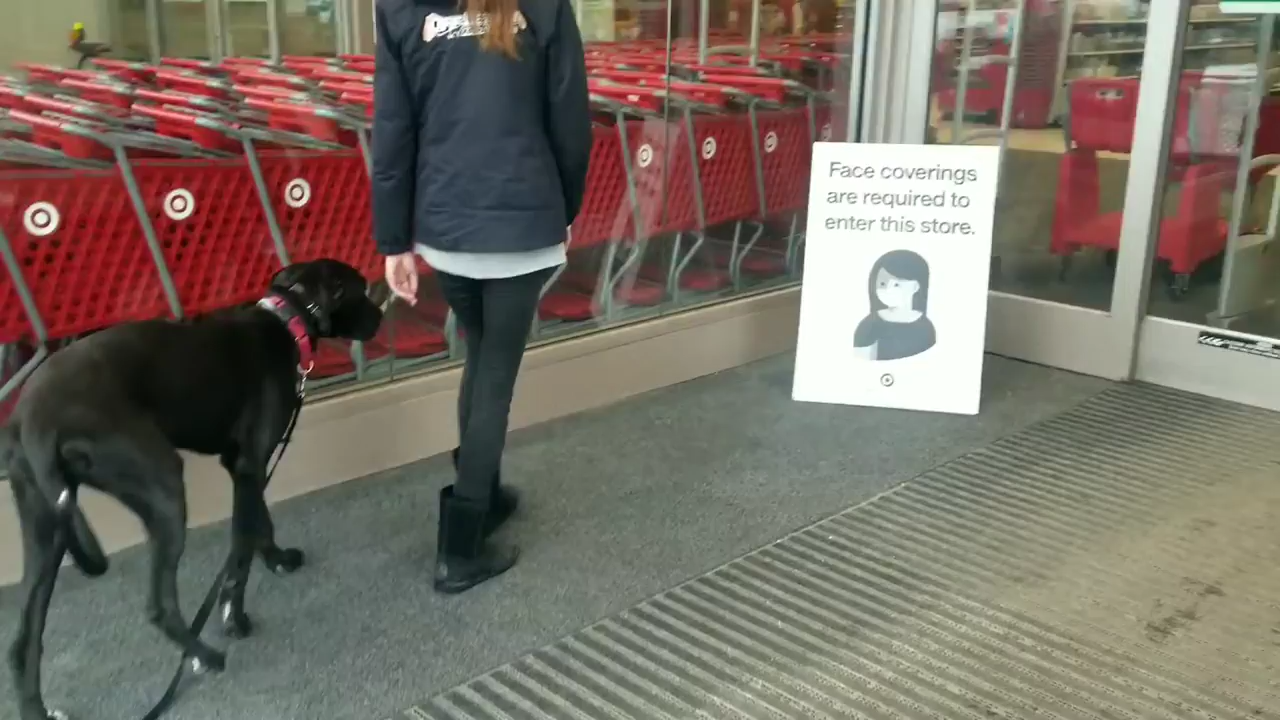 Face coverings
are required to
enter this store.